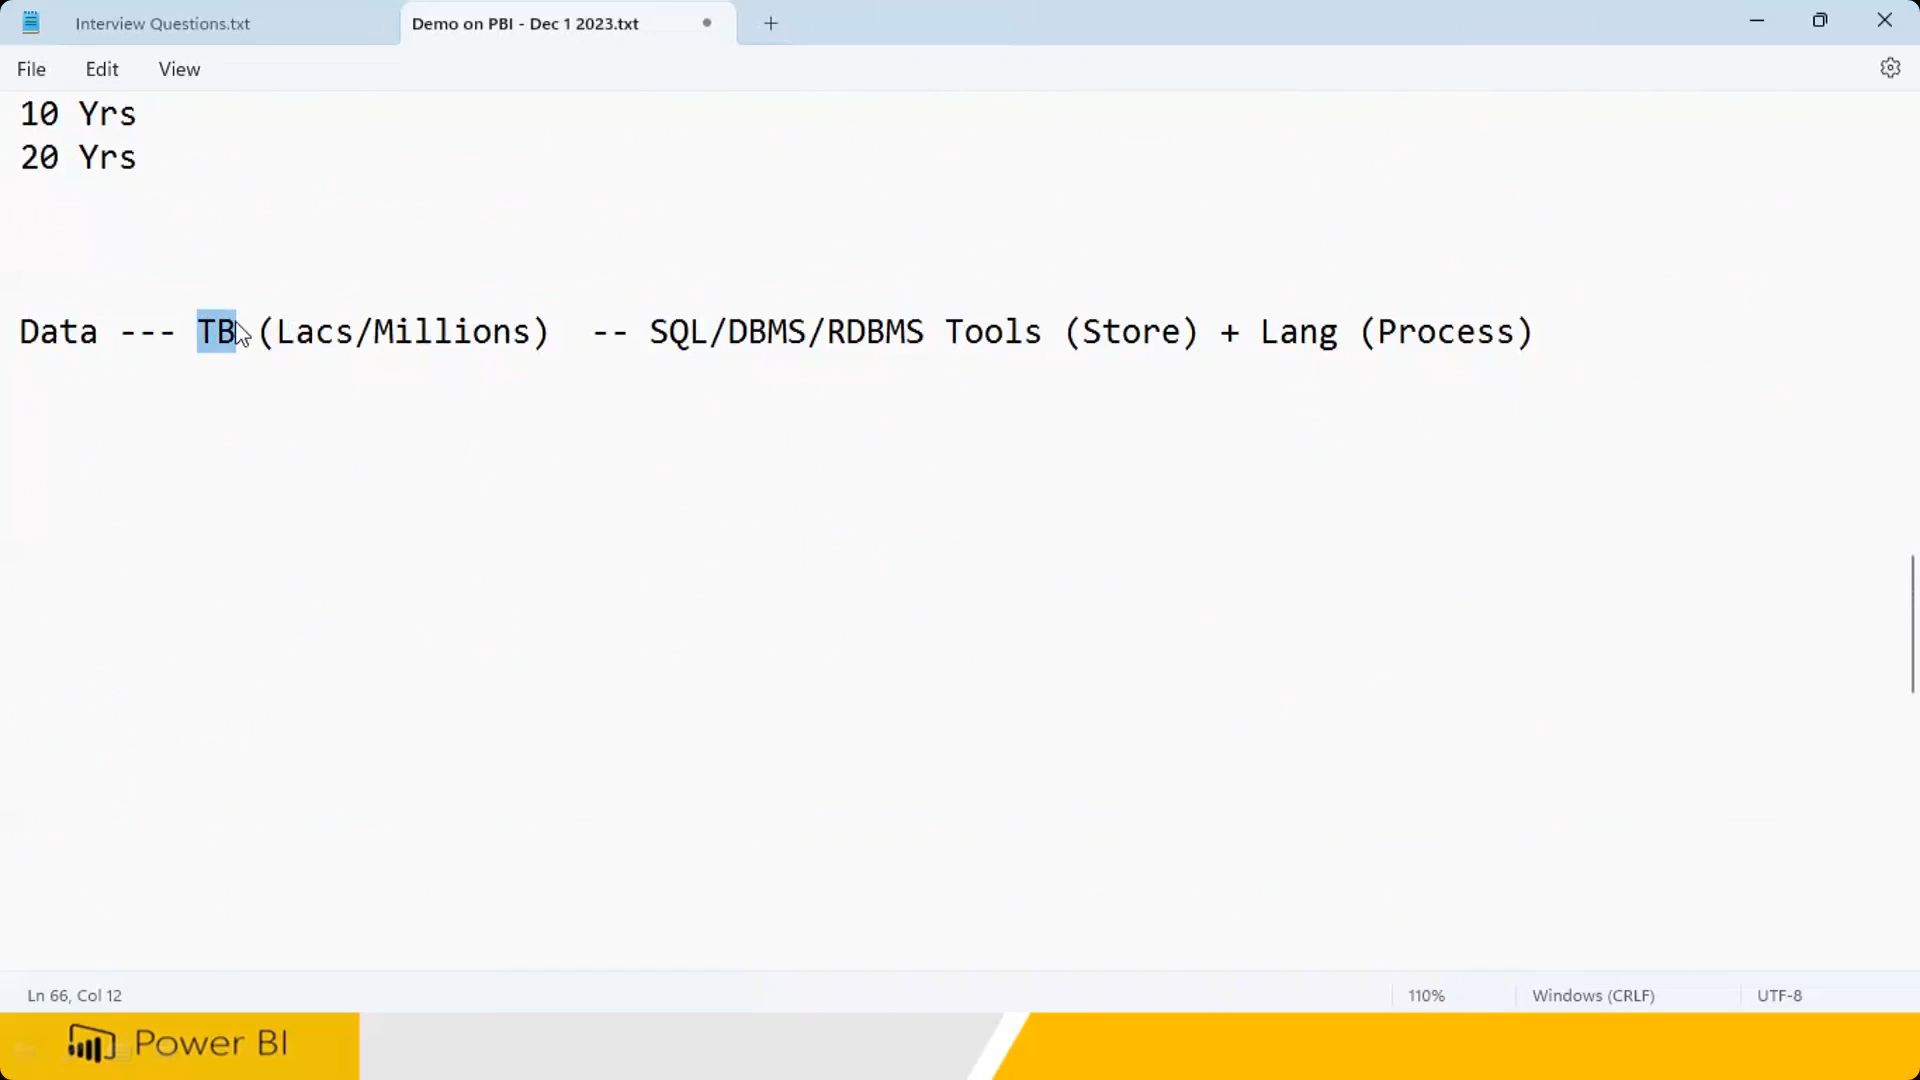 Interview Questions.txt
Demo on PBI - Dec 1 2023.txt
File Edit View
10 Yrs
20 Yrs
Data --- TB (Lacs/Millions)  -- SQL/DBMS/RDBMS Tools (Store) + Lang (Process)
Ln 66, Col 12
110%
Windows (CRLF)
UTF-8
Power BI